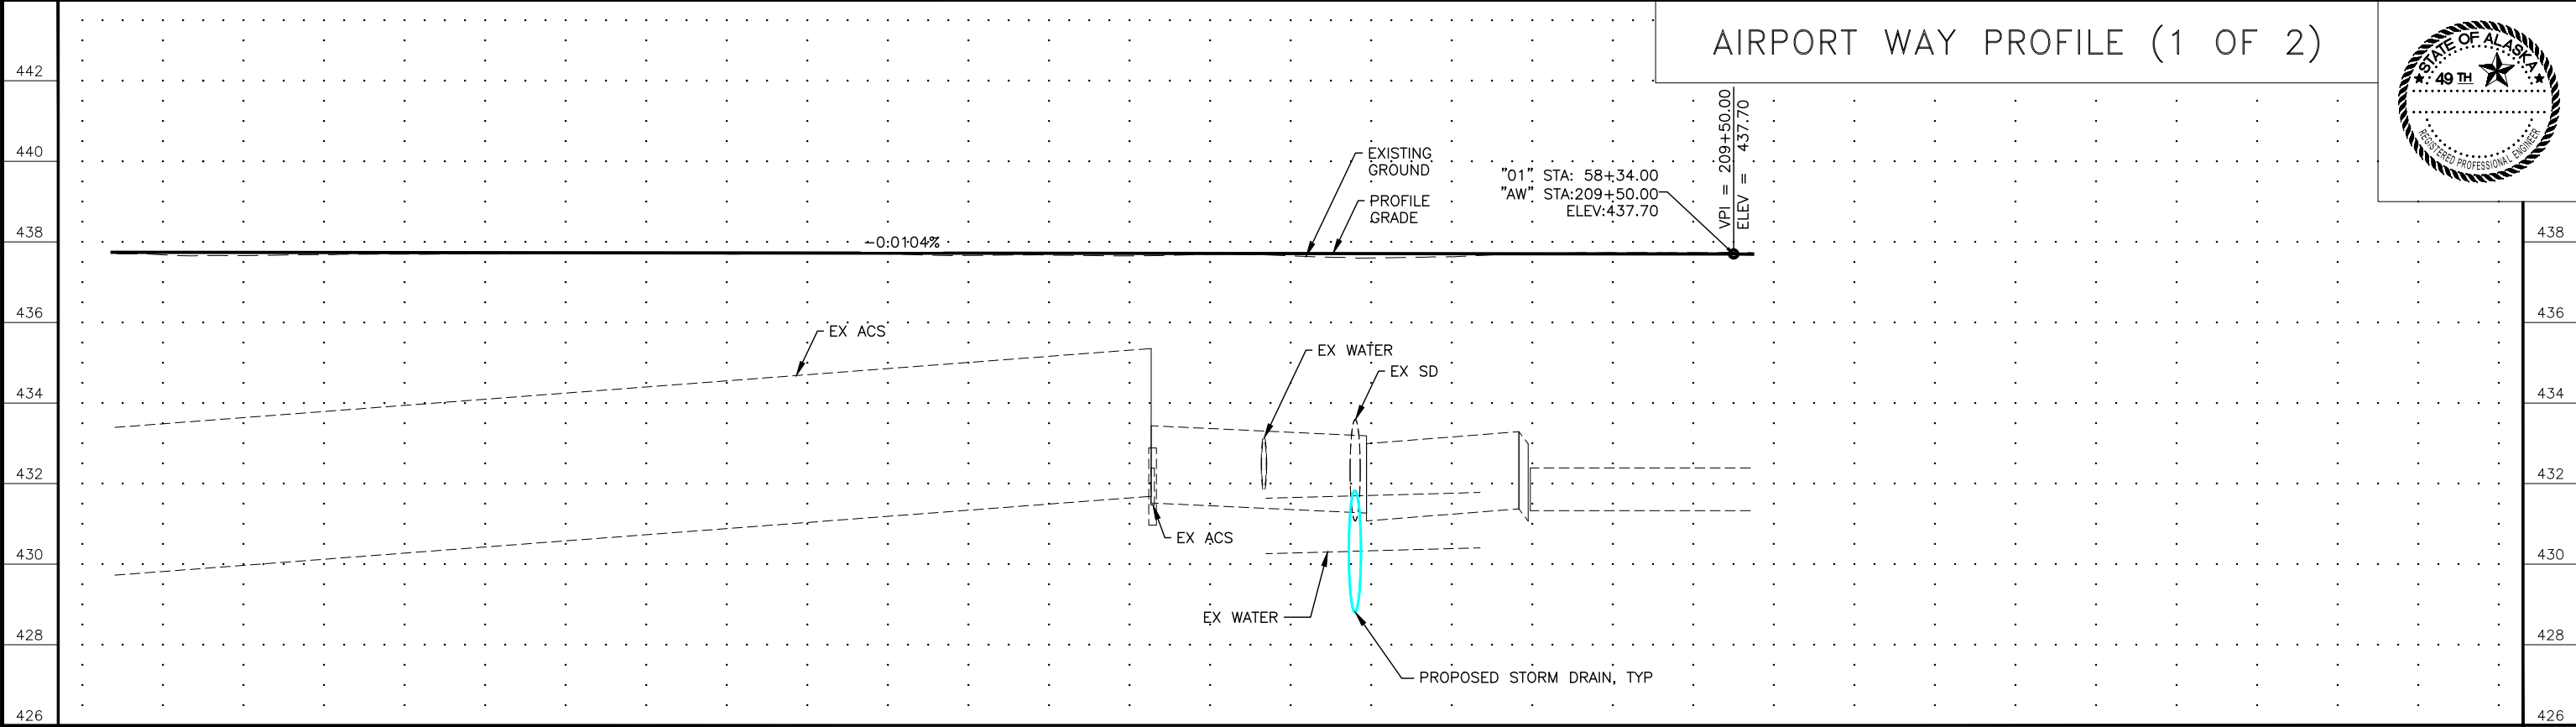 AIRPORT WAY PROFILE (1 OF 2)
STATE OF ALASKA
49 TH
REGISTERED PROFESSIONAL ENGINEER
442
440
438
436
434
432
430
428
426
438
436
434
432
430
428
426
VPI = 209+50.00
ELEV = 437.70
EXISTING
GROUND
PROFILE
GRADE
"01" STA: 58+34.00
"AW" STA:209+50.00
ELEV:437.70
-0.0104%
EX ACS
EX WATER
EX SD
EX ACS
EX WATER
PROPOSED STORM DRAIN, TYP